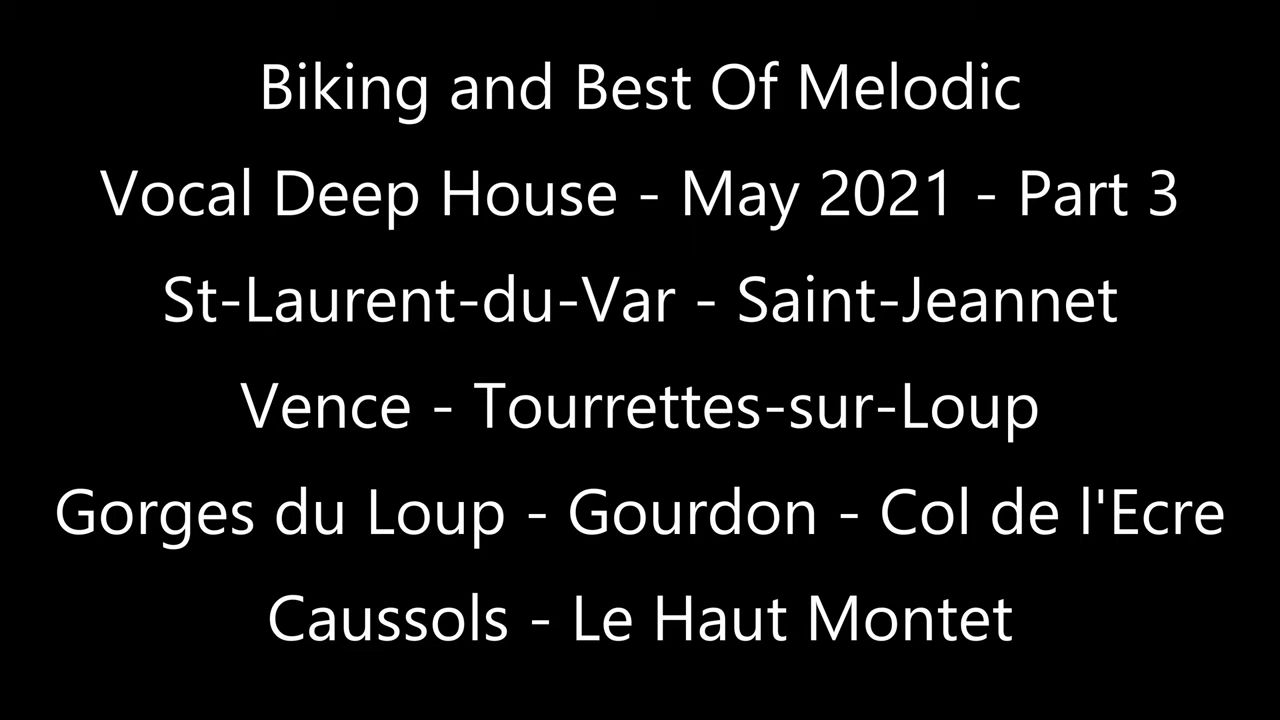 Biking and Best Of Melodic
Vocal Deep House - May 2021 - Part 3
St-Laurent-du-Var - Saint-Jeannet
Vence - Tourrettes-sur-Loup
Gorges du Loup - Gourdon - Col de l'Ecre
Caussols - Le Haut Montet